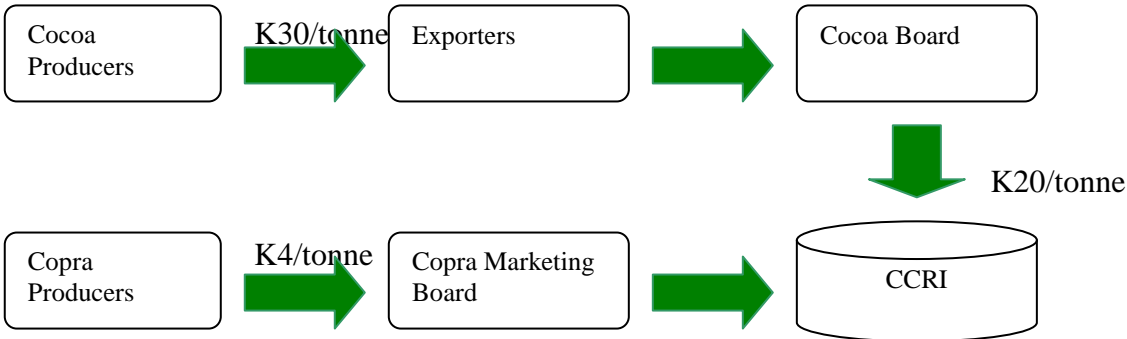 Cocoa
Producers
K30/tonne
Exporters
Cocoa Board
K20/tonne
Copra
Producers
K4/tonne
Copra Marketing
Board
CCRI